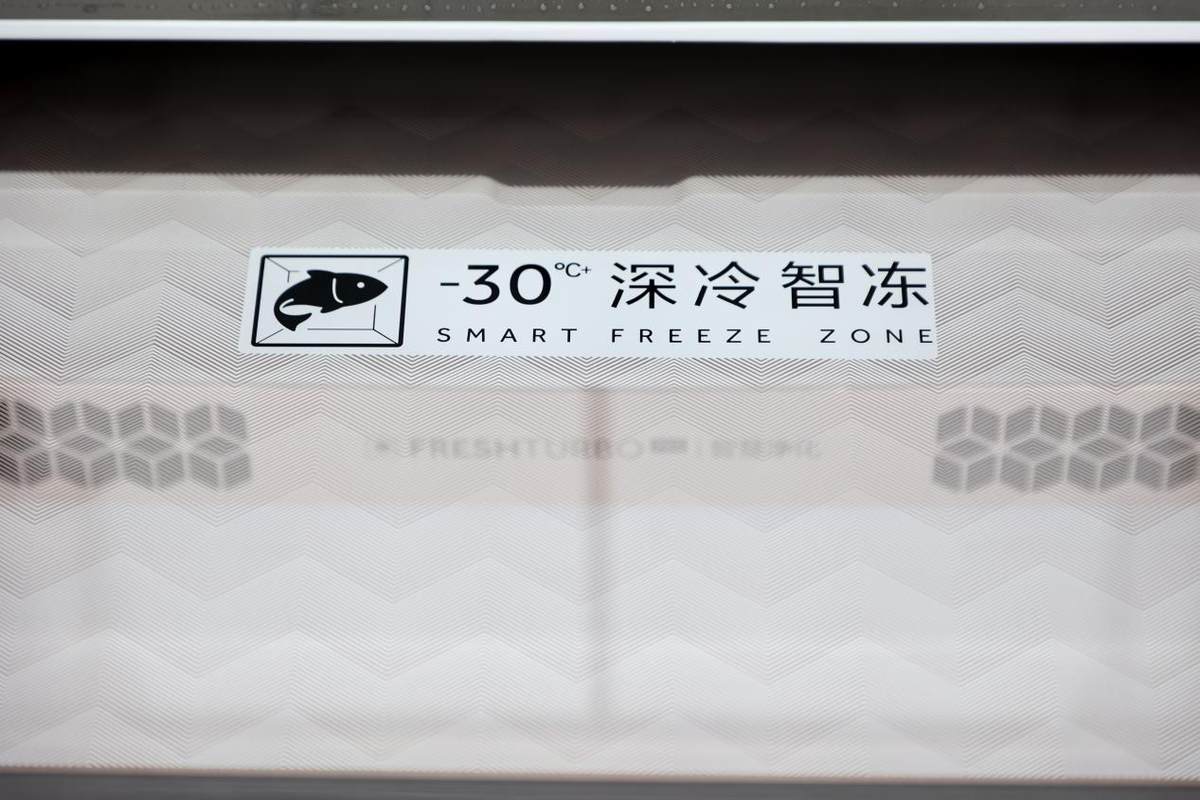 -30℃+ 深冷智冻
SMART FREEZE ZONE
FRESHTURBO